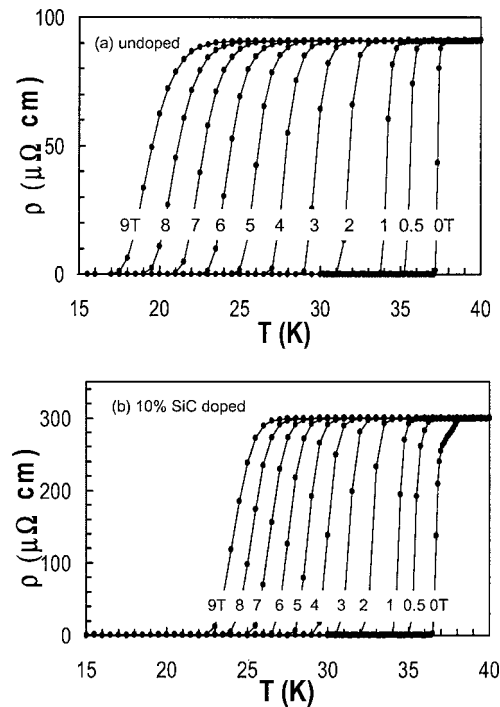 100
(a) undoped
50
0
ρ (μΩ cm)
9T 8 7 6 5 4 3 2 1 0.5 0T
15 20 25 30 35 40
T (K)
(b) 10% SiC doped
300
200
100
0
ρ (μΩ cm)
9T 8 7 6 5 4 3 2 1 0.5 0T
15 20 25 30 35 40
T (K)